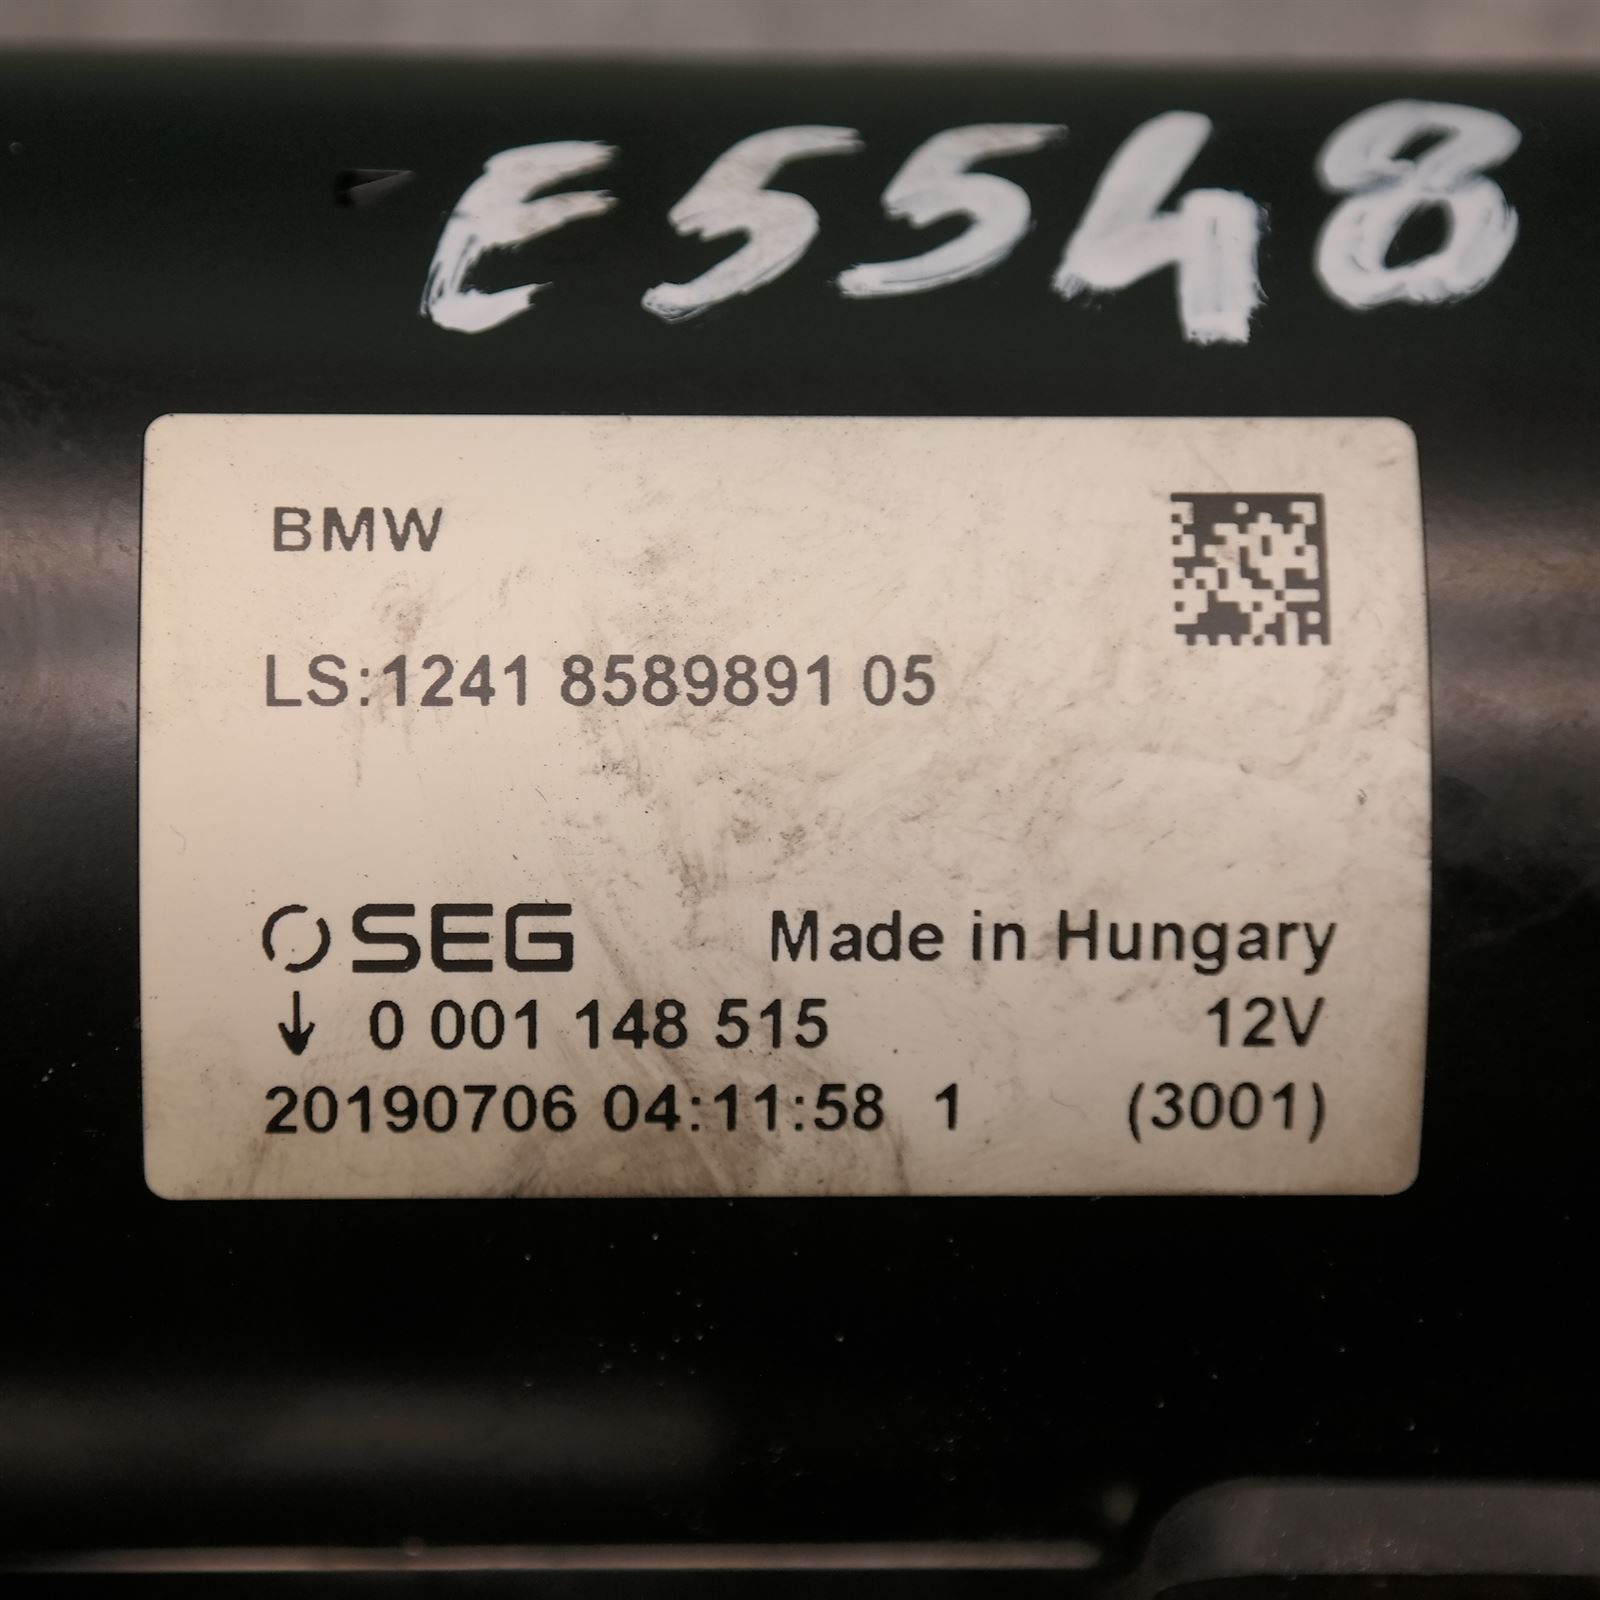 E5548
BMW
LS:1241 8589891 05
SEG Made in Hungary
↓ 0 001 148 515 12V
20190706 04:11:58 1 (3001)